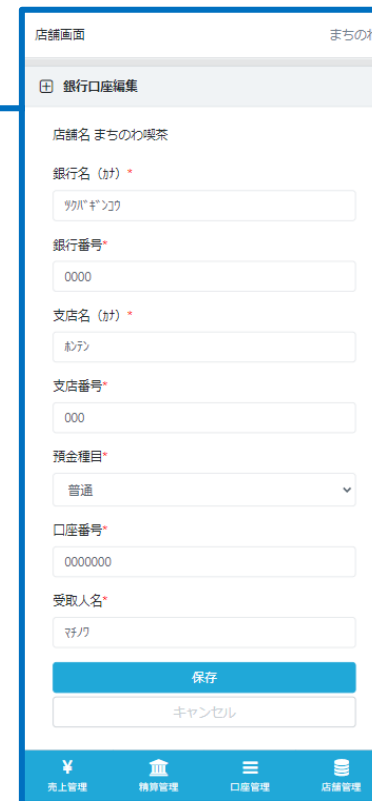 店舗画面 まちのわ
銀行口座編集
店舗名 まちのわ喫茶
銀行名（ｶﾅ）*
ﾂｸﾊﾞｷﾞﾝｺｳ
銀行番号*
0000
支店名（ｶﾅ）*
ﾎﾝﾃﾝ
支店番号*
000
預金種目*
普通
口座番号*
0000000
受取人名*
ﾏﾁﾉﾜ
保存
キャンセル
売上管理 精算管理 口座管理 店舗管理